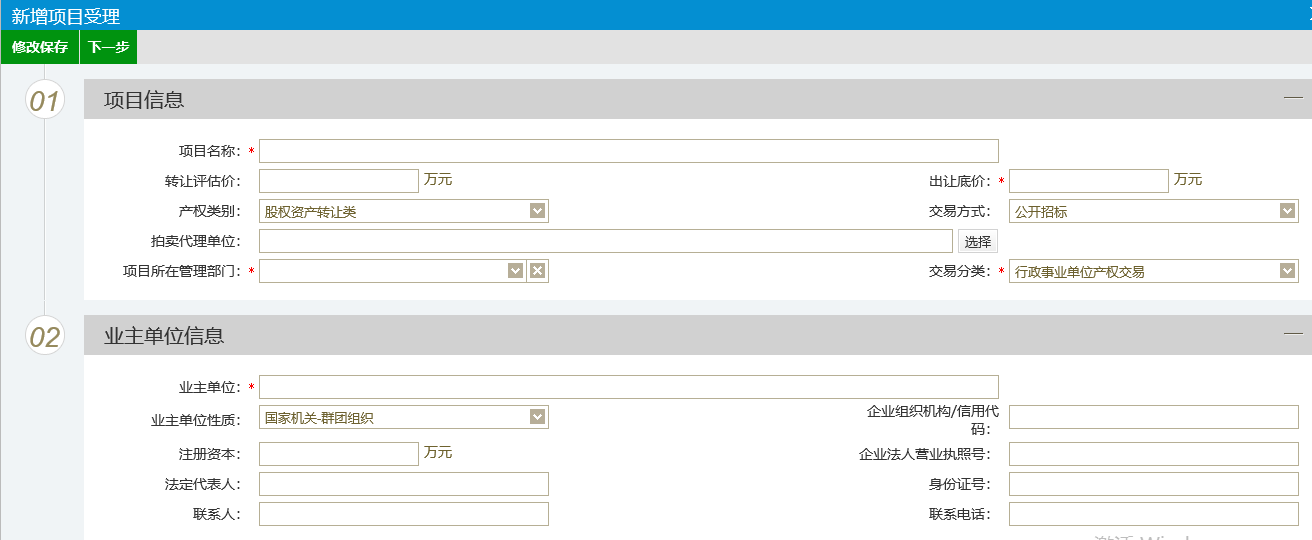 新增项目受理
修改保存 下一步
01 项目信息
项目名称：*
转让评估价： 万元 出让底价：* 万元
产权类别： 股权资产转让类 交易方式： 公开招标
拍卖代理单位： 选择
项目所在管理部门：* 交易分类：* 行政事业单位产权交易
02 业主单位信息
业主单位：*
业主单位性质： 国家机关-群团组织 企业组织机构/信用代
码：
注册资本： 万元 企业法人营业执照号：
法定代表人： 身份证号：
联系人： 联系电话：